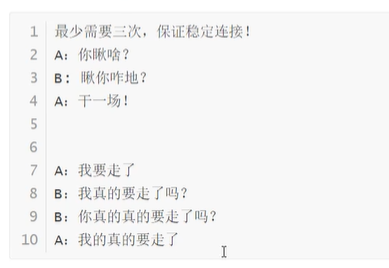 1 最少需要三次，保证稳定连接！
2 A：你瞅啥？
3 B：瞅你咋地？
4 A：干一场！
5
6
7 A：我要走了
8 B：我真的要走了吗？
9 B：你真的真的要走了吗？
10 A：我的真的要走了